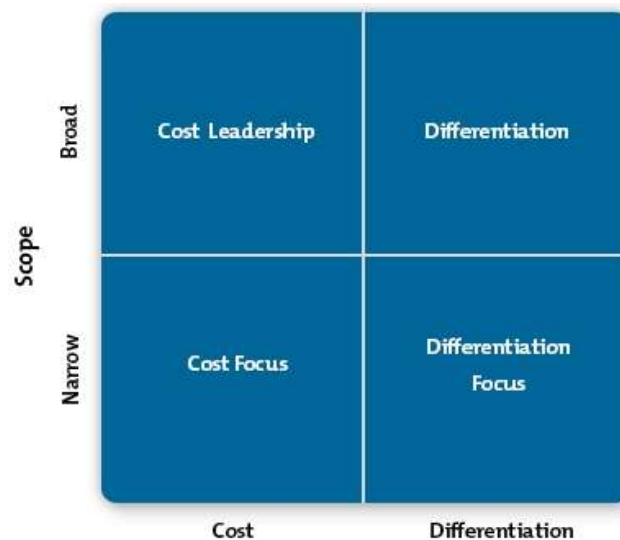 Scope
Broad
Cost Leadership
Differentiation
Narrow
Cost Focus
Differentiation
Focus
Cost
Differentiation